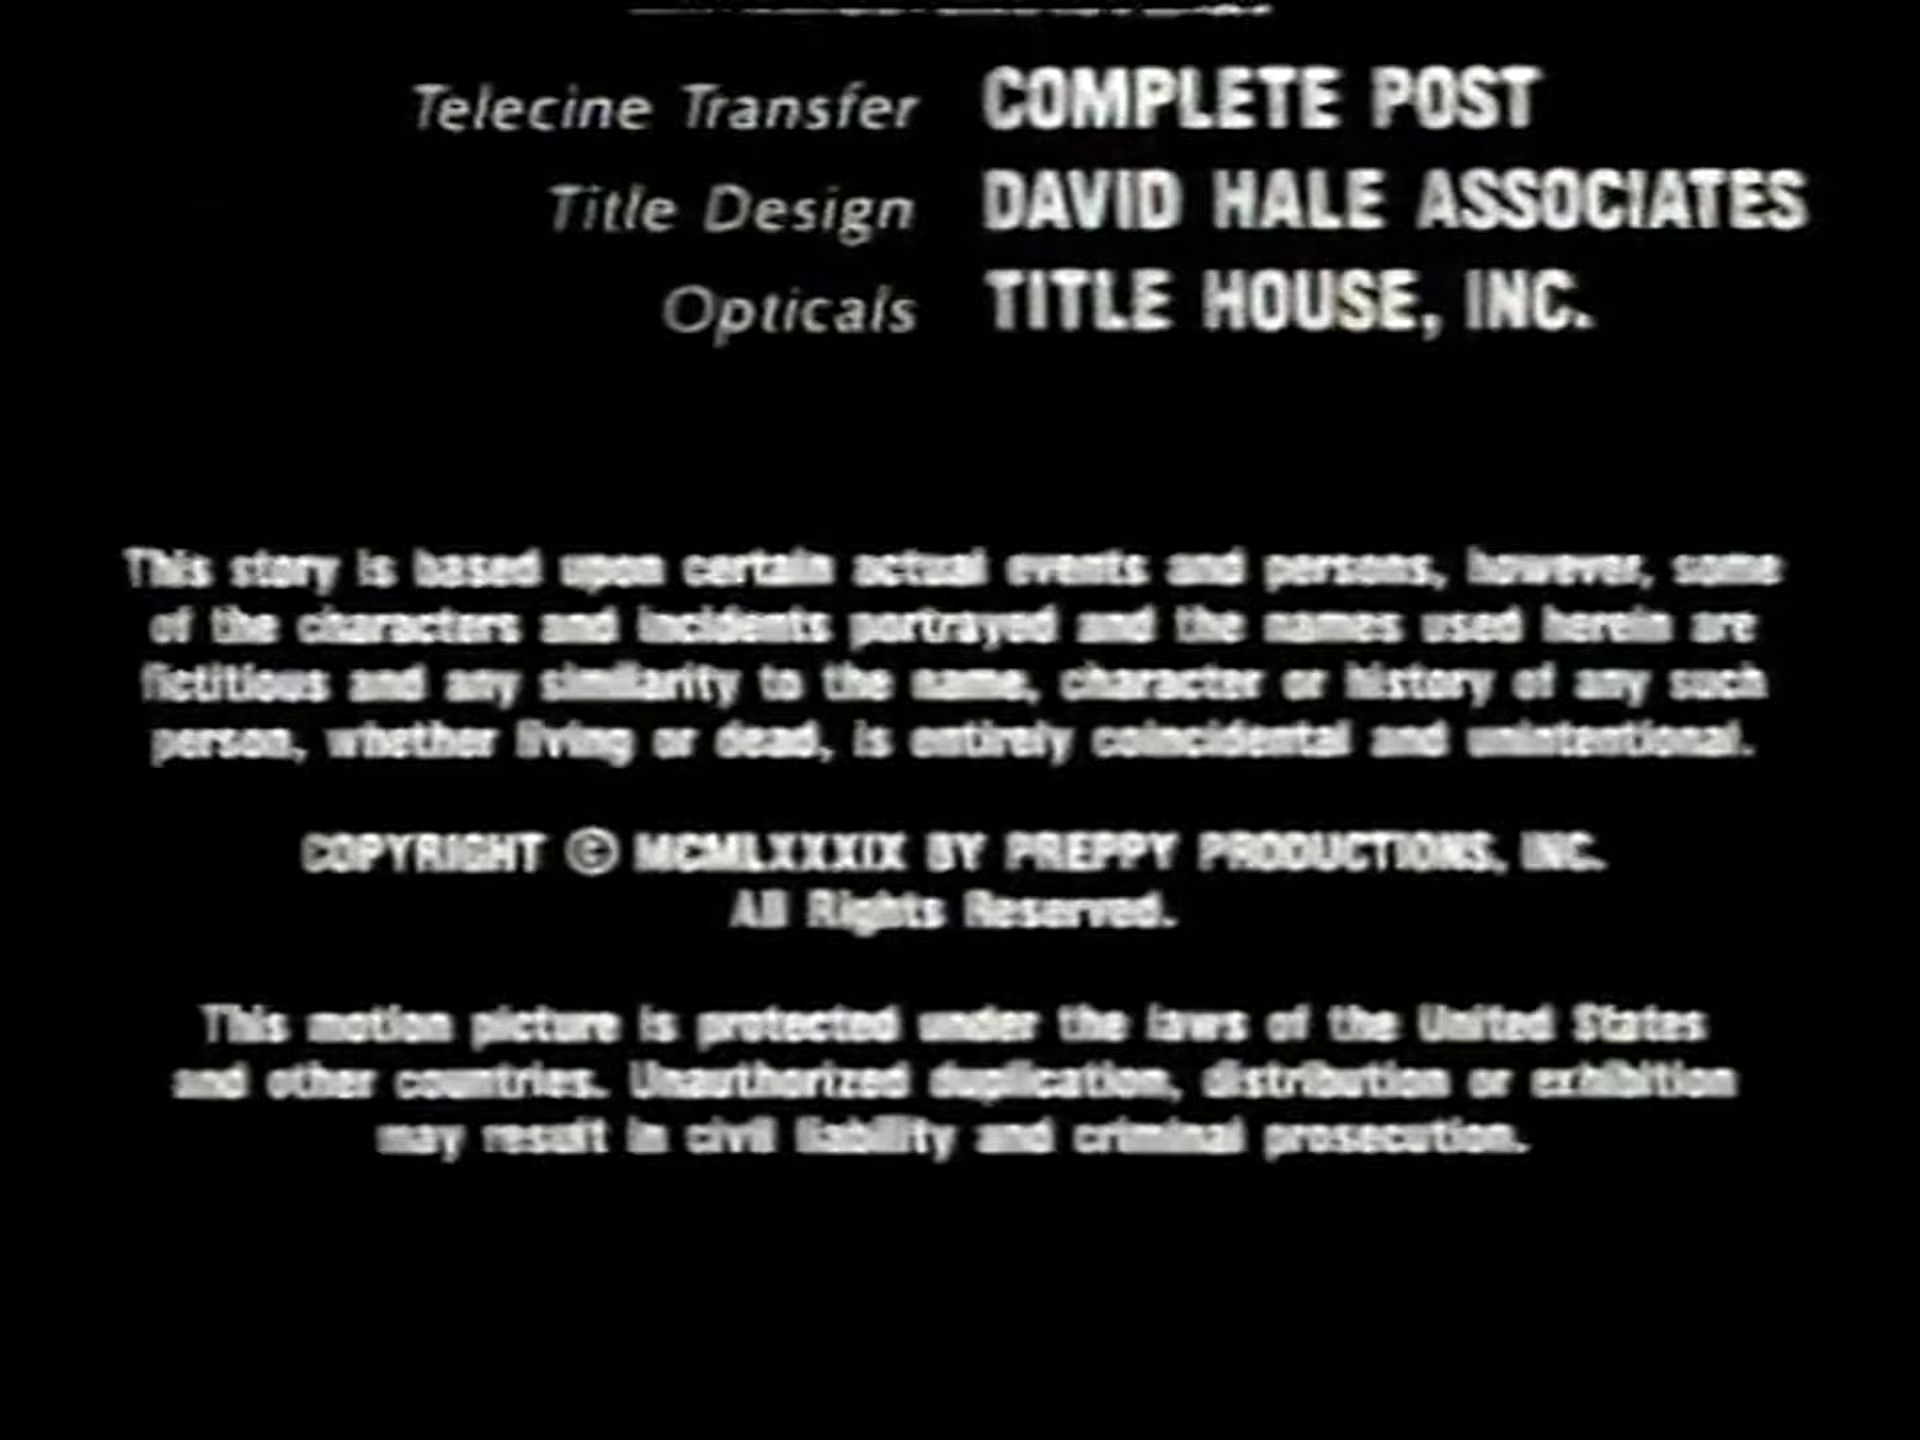 Telecine Transfer COMPLETE POST
Title Design DAVID HALE ASSOCIATES
Opticals TITLE HOUSE, INC.
This story is based upon certain actual events and persons, however, some
of the characters and incidents portrayed and the names used herein are
fictitious and any similarity to the name, character or history of any such
person, whether living or dead, is entirely coincidental and unintentional.
COPYRIGHT © MCMLXXXIX BY PREPPY PRODUCTIONS, INC.
All Rights Reserved.
This motion picture is protected under the laws of the United States
and other countries. Unauthorized duplication, distribution or exhibition
may result in civil liability and criminal prosecution.